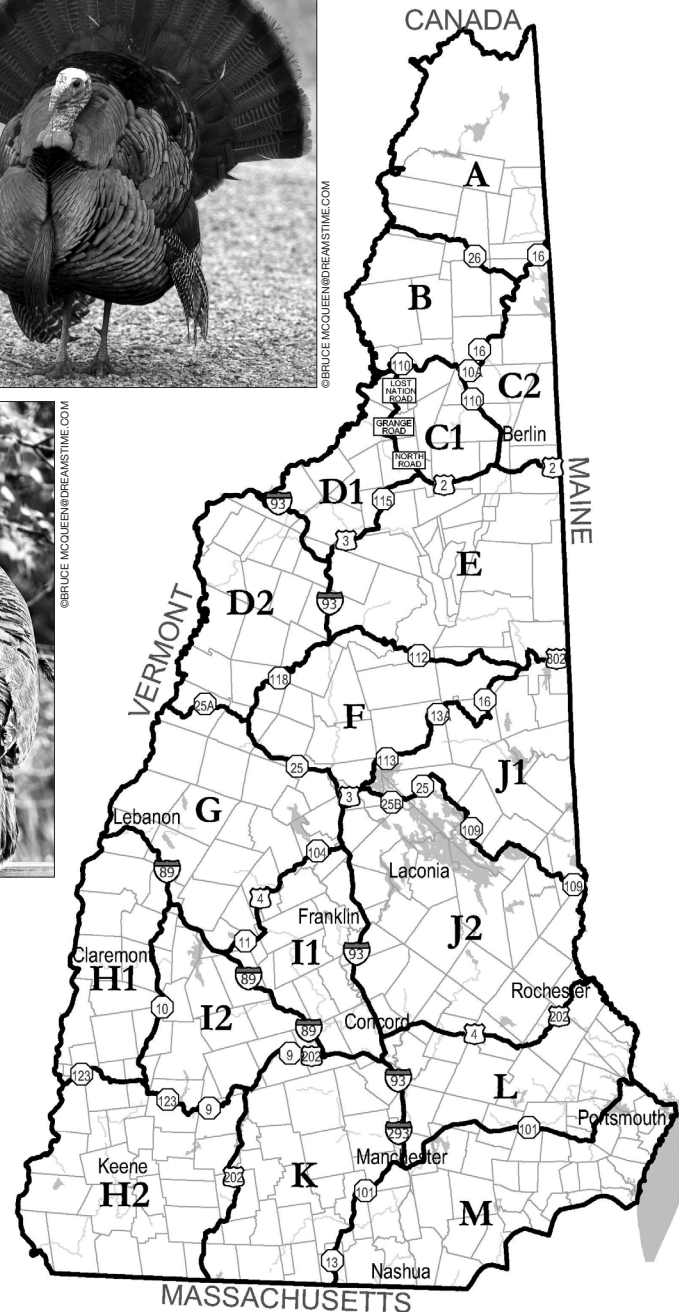 CANADA
©BRUCE MCQUEEN@DREAMSTIME.COM
A
26
16
B
16
110
10A
C2
LOST
NATION
ROAD
110
©BRUCE MCQUEEN@DREAMSTIME.COM
GRANGE
ROAD
C1
Berlin
NORTH
ROAD
2
2
MAINE
D1
115
93
3
E
D2
93
VERMONT
112
302
118
25A
F
16
13A
25
113
J1
3
25B
25
G
Lebanon
109
104
89
Laconia
109
4
Franklin
11
I1
93
J2
Claremont
H1
89
10
Rochester
I2
89
Concord
202
4
9
202
123
93
L
123
9
293
101
Portsmouth
Manchester
Keene
202
K
101
H2
M
13
Nashua
MASSACHUSETTS